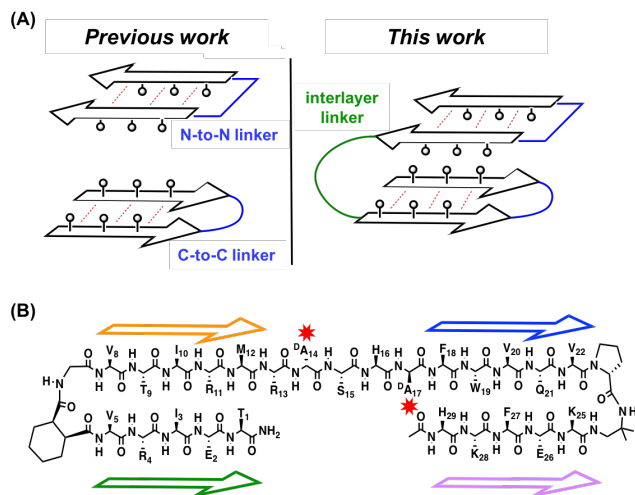 (A)
Previous work
This work
N-to-N linker
C-to-C linker
interlayer linker
(B)
V₈ I₁₀ M₁₂ ᴰA₁₄ H₁₆ F₁₈ V₂₀ V₂₂
T₉ R₁₁ R₁₃ S₁₅ ᴰA₁₇ W₁₉ Q₂₁
V₅ I₃ T₁ NH₂ H₂₉ F₂₇ K₂₅
R₄ E₂ K₂₈ E₂₆